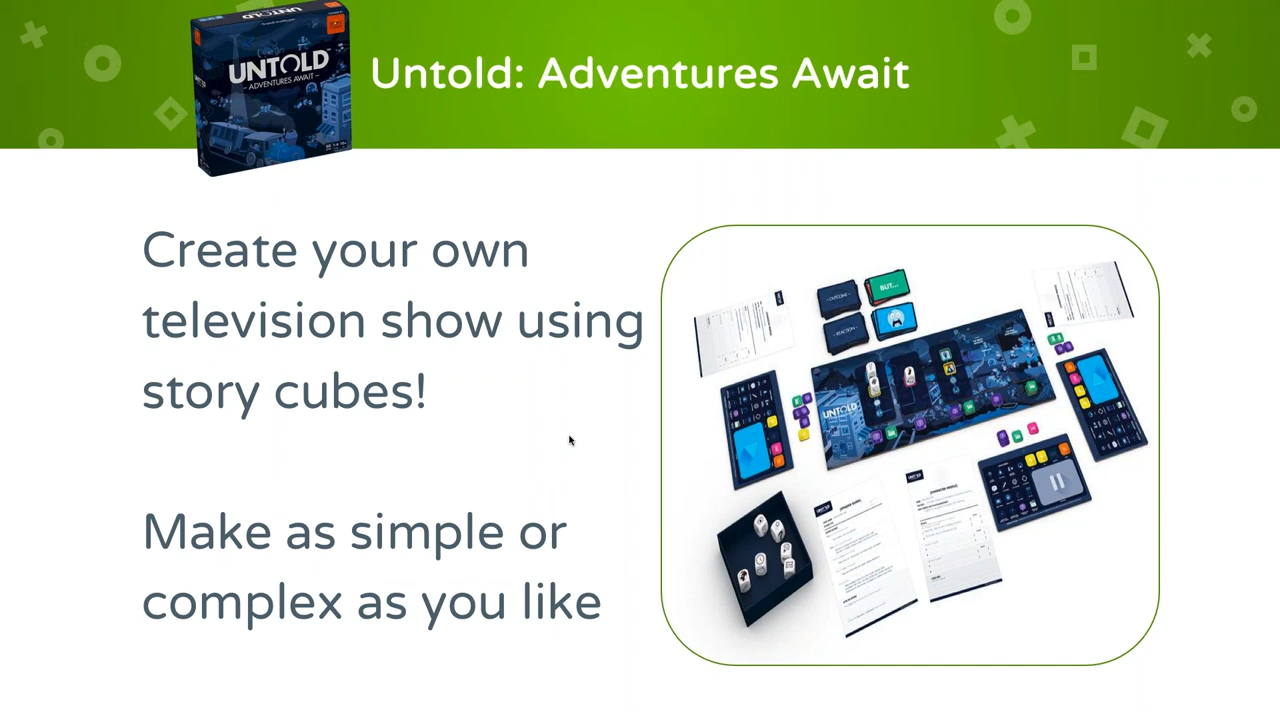 UNTOLD
UNTOLD
- ADVENTURES AWAIT -
Untold: Adventures Await
Create your own
television show using
story cubes!
Make as simple or
complex as you like
- OUTCOME -
BUT...
- REACTION -
UNTOLD